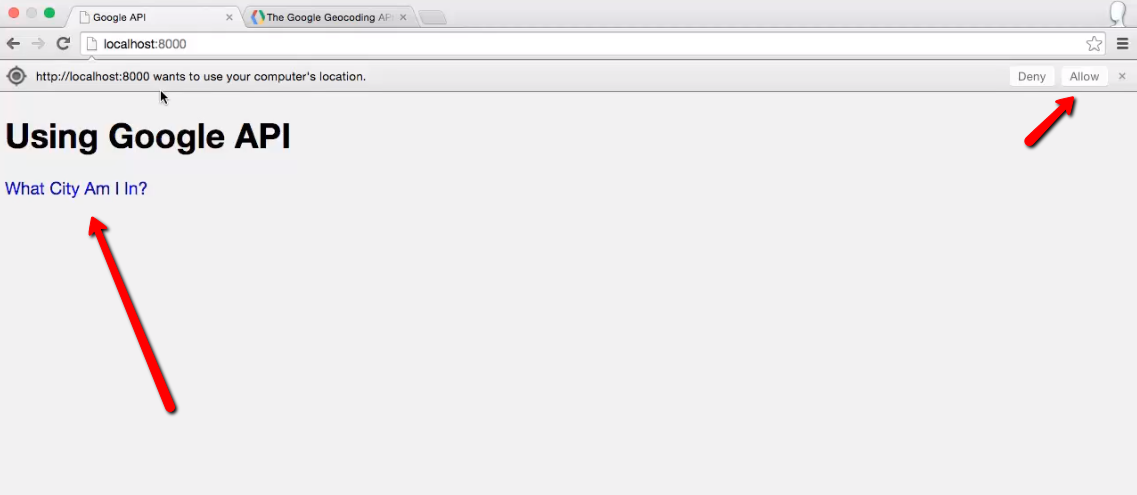 Google API
The Google Geocoding AP
localhost:8000
http://localhost:8000 wants to use your computer's location.
Deny
Allow
Using Google API
What City Am I In?